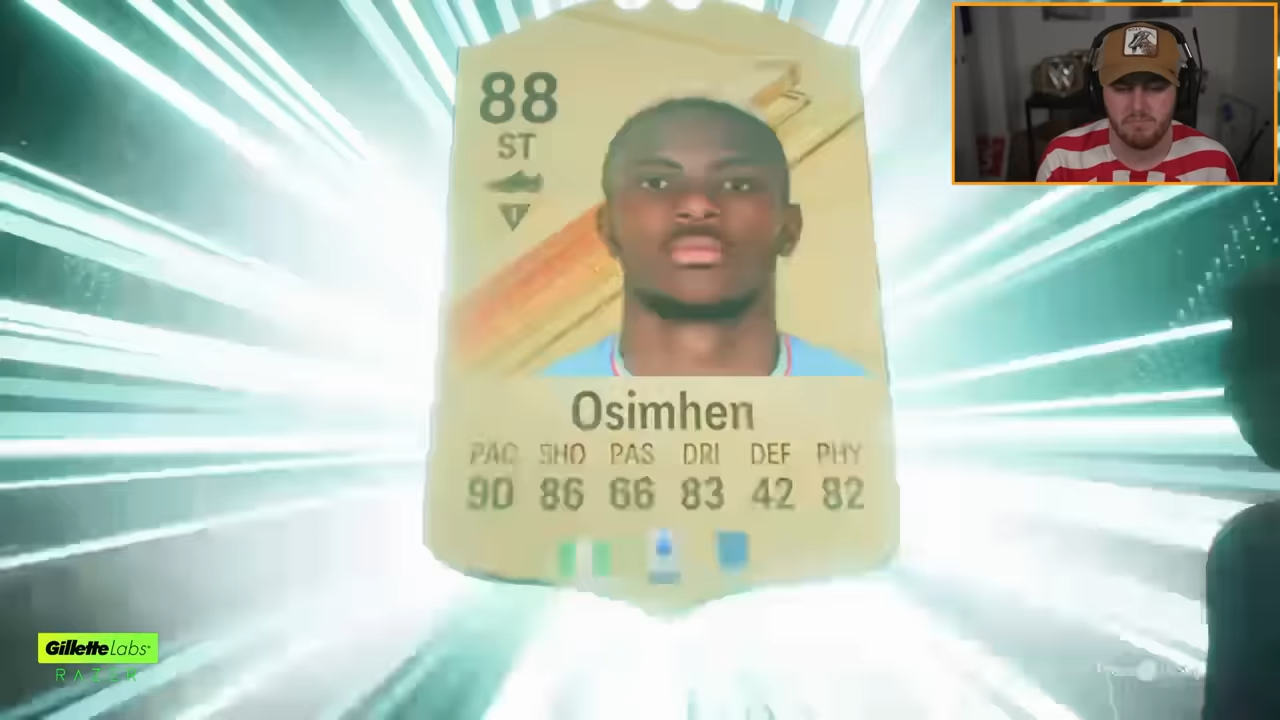 88
ST
Osimhen
PAC SHO PAS DRI DEF PHY
90 86 66 83 42 82
GilletteLabs
RAZER